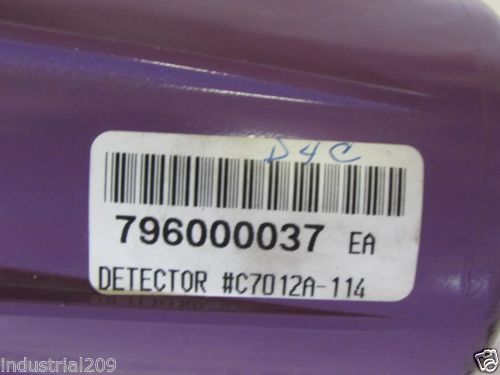 D4C
796000037 EA
DETECTOR #C7012A-114
© industrial209